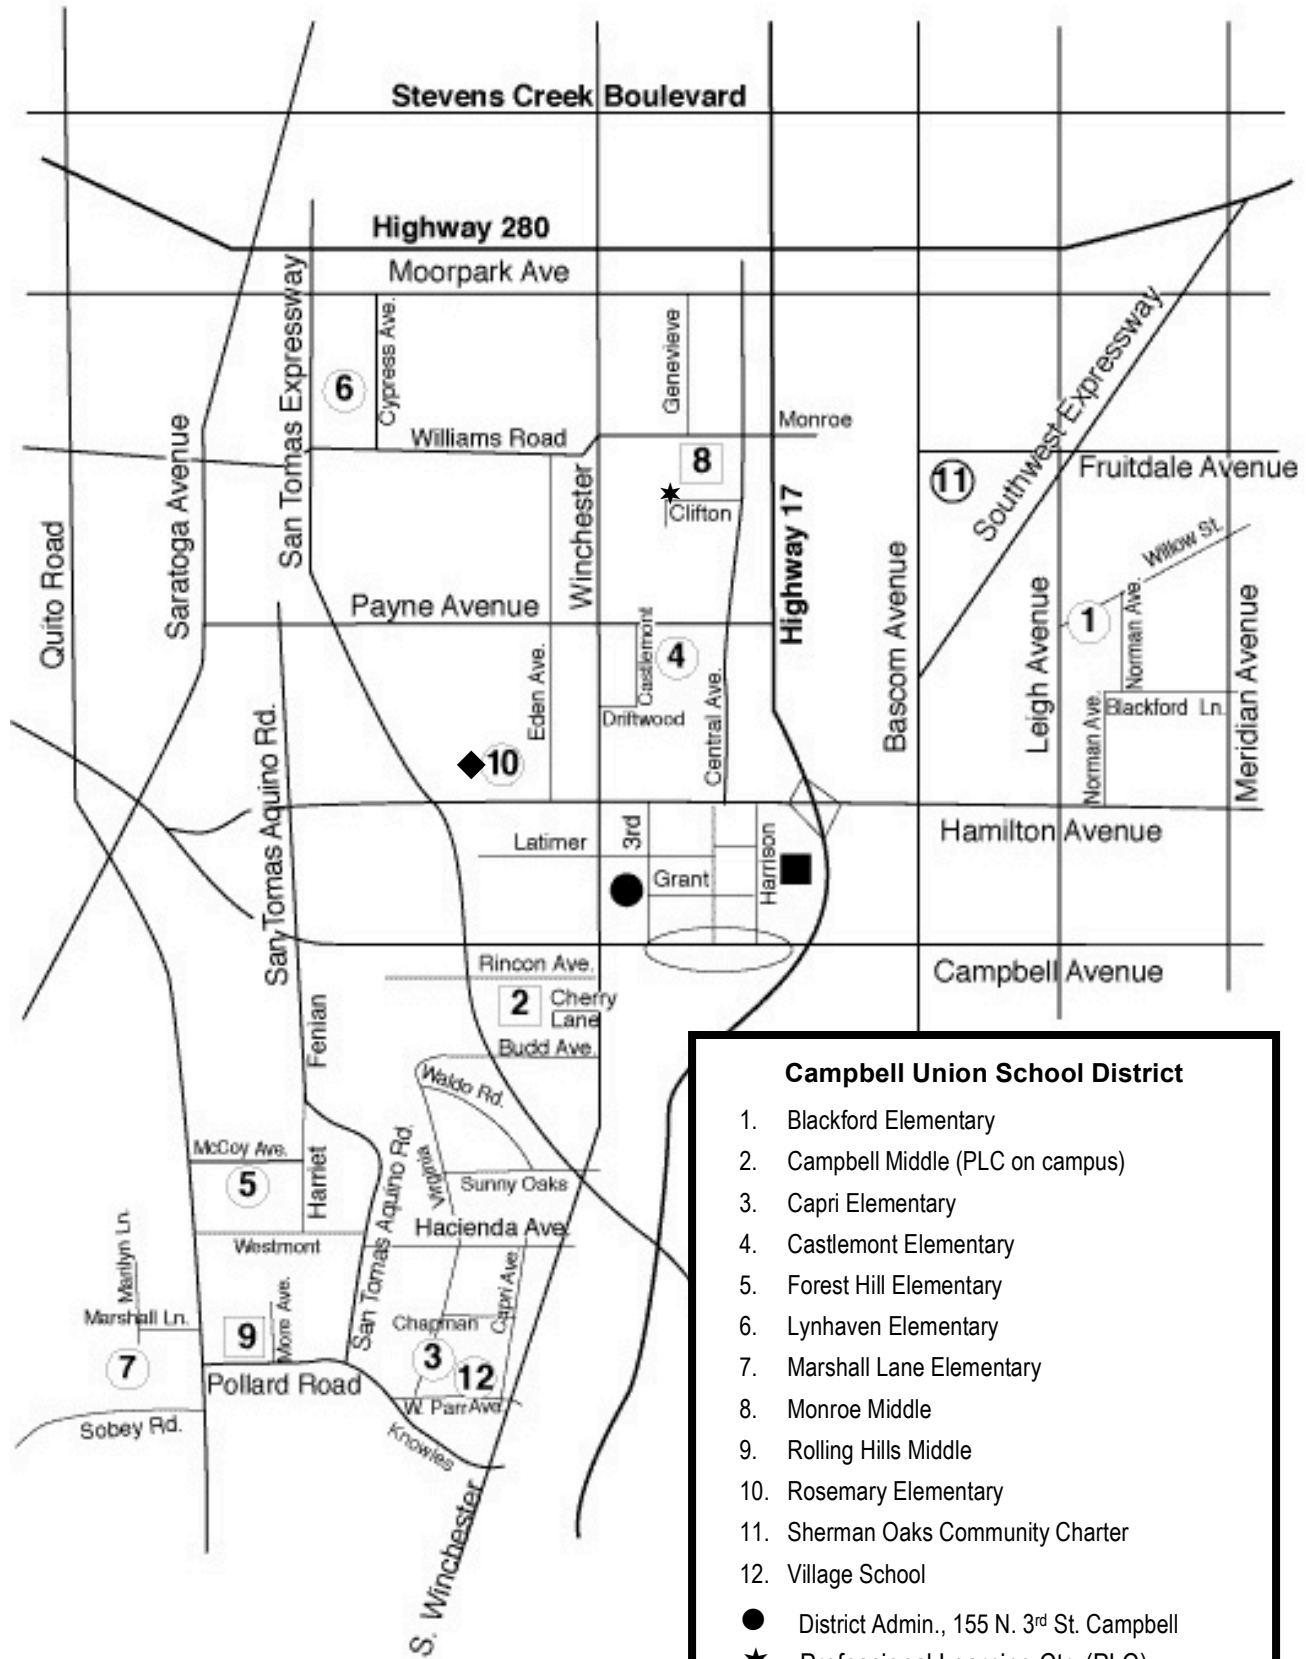 Stevens Creek Boulevard
Highway 280
Moorpark Ave
San Tomas Expressway
Cypress Ave.
Genevieve
6
Monroe
Williams Road
Saratoga Avenue
8
Southwest Expressway
Fruitdale Avenue
11
Winchester
Clifton
Highway 17
Willow St.
Quito Road
Payne Avenue
Bascom Avenue
Leigh Avenue
1
Norman Ave.
Meridian Avenue
Castlemont
4
Eden Ave.
Central Ave.
Driftwood
Norman Ave.
Blackford Ln.
10
San Tomas Aquino Rd.
Hamilton Avenue
Latimer
3rd
Harrison
Grant
Rincon Ave.
Campbell Avenue
2
Cherry
Lane
Fenian
Budd Ave.
Waldo Rd.
McCoy Ave.
5
Harriet
San Tomas Aquino Rd.
Virginia
Sunny Oaks
Hacienda Ave.
Westmont
Marilyn Ln.
Marshall Ln.
More Ave.
Capri Ave.
Chapman
9
7
3
12
Pollard Road
W. Parr Ave.
Sobey Rd.
Knowles
S. Winchester
Campbell Union School District
1. Blackford Elementary
2. Campbell Middle (PLC on campus)
3. Capri Elementary
4. Castlemont Elementary
5. Forest Hill Elementary
6. Lynhaven Elementary
7. Marshall Lane Elementary
8. Monroe Middle
9. Rolling Hills Middle
10. Rosemary Elementary
11. Sherman Oaks Community Charter
12. Village School
District Admin., 155 N. 3rd St. Campbell
Professional Learning Ctr. (PLC)